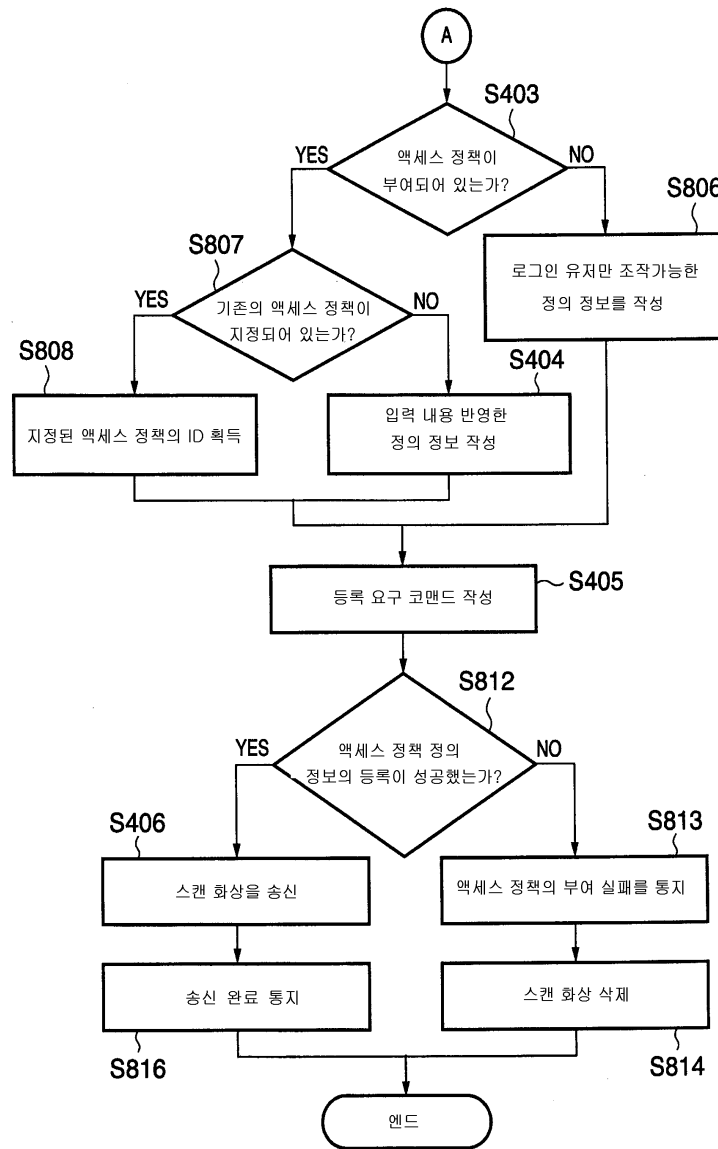 A
S403
액세스 정책이
부여되어 있는가?
YES
NO
S806
로그인 유저만 조작가능한
정의 정보를 작성
S807
기존의 액세스 정책이
지정되어 있는가?
YES
NO
S808
지정된 액세스 정책의 ID 획득
S404
입력 내용 반영한
정의 정보 작성
등록 요구 코맨드 작성
S405
S812
액세스 정책 정의
정보의 등록이 성공했는가?
YES
NO
S406
스캔 화상을 송신
S813
액세스 정책의 부여 실패를 통지
송신 완료 통지
S816
스캔 화상 삭제
S814
엔드